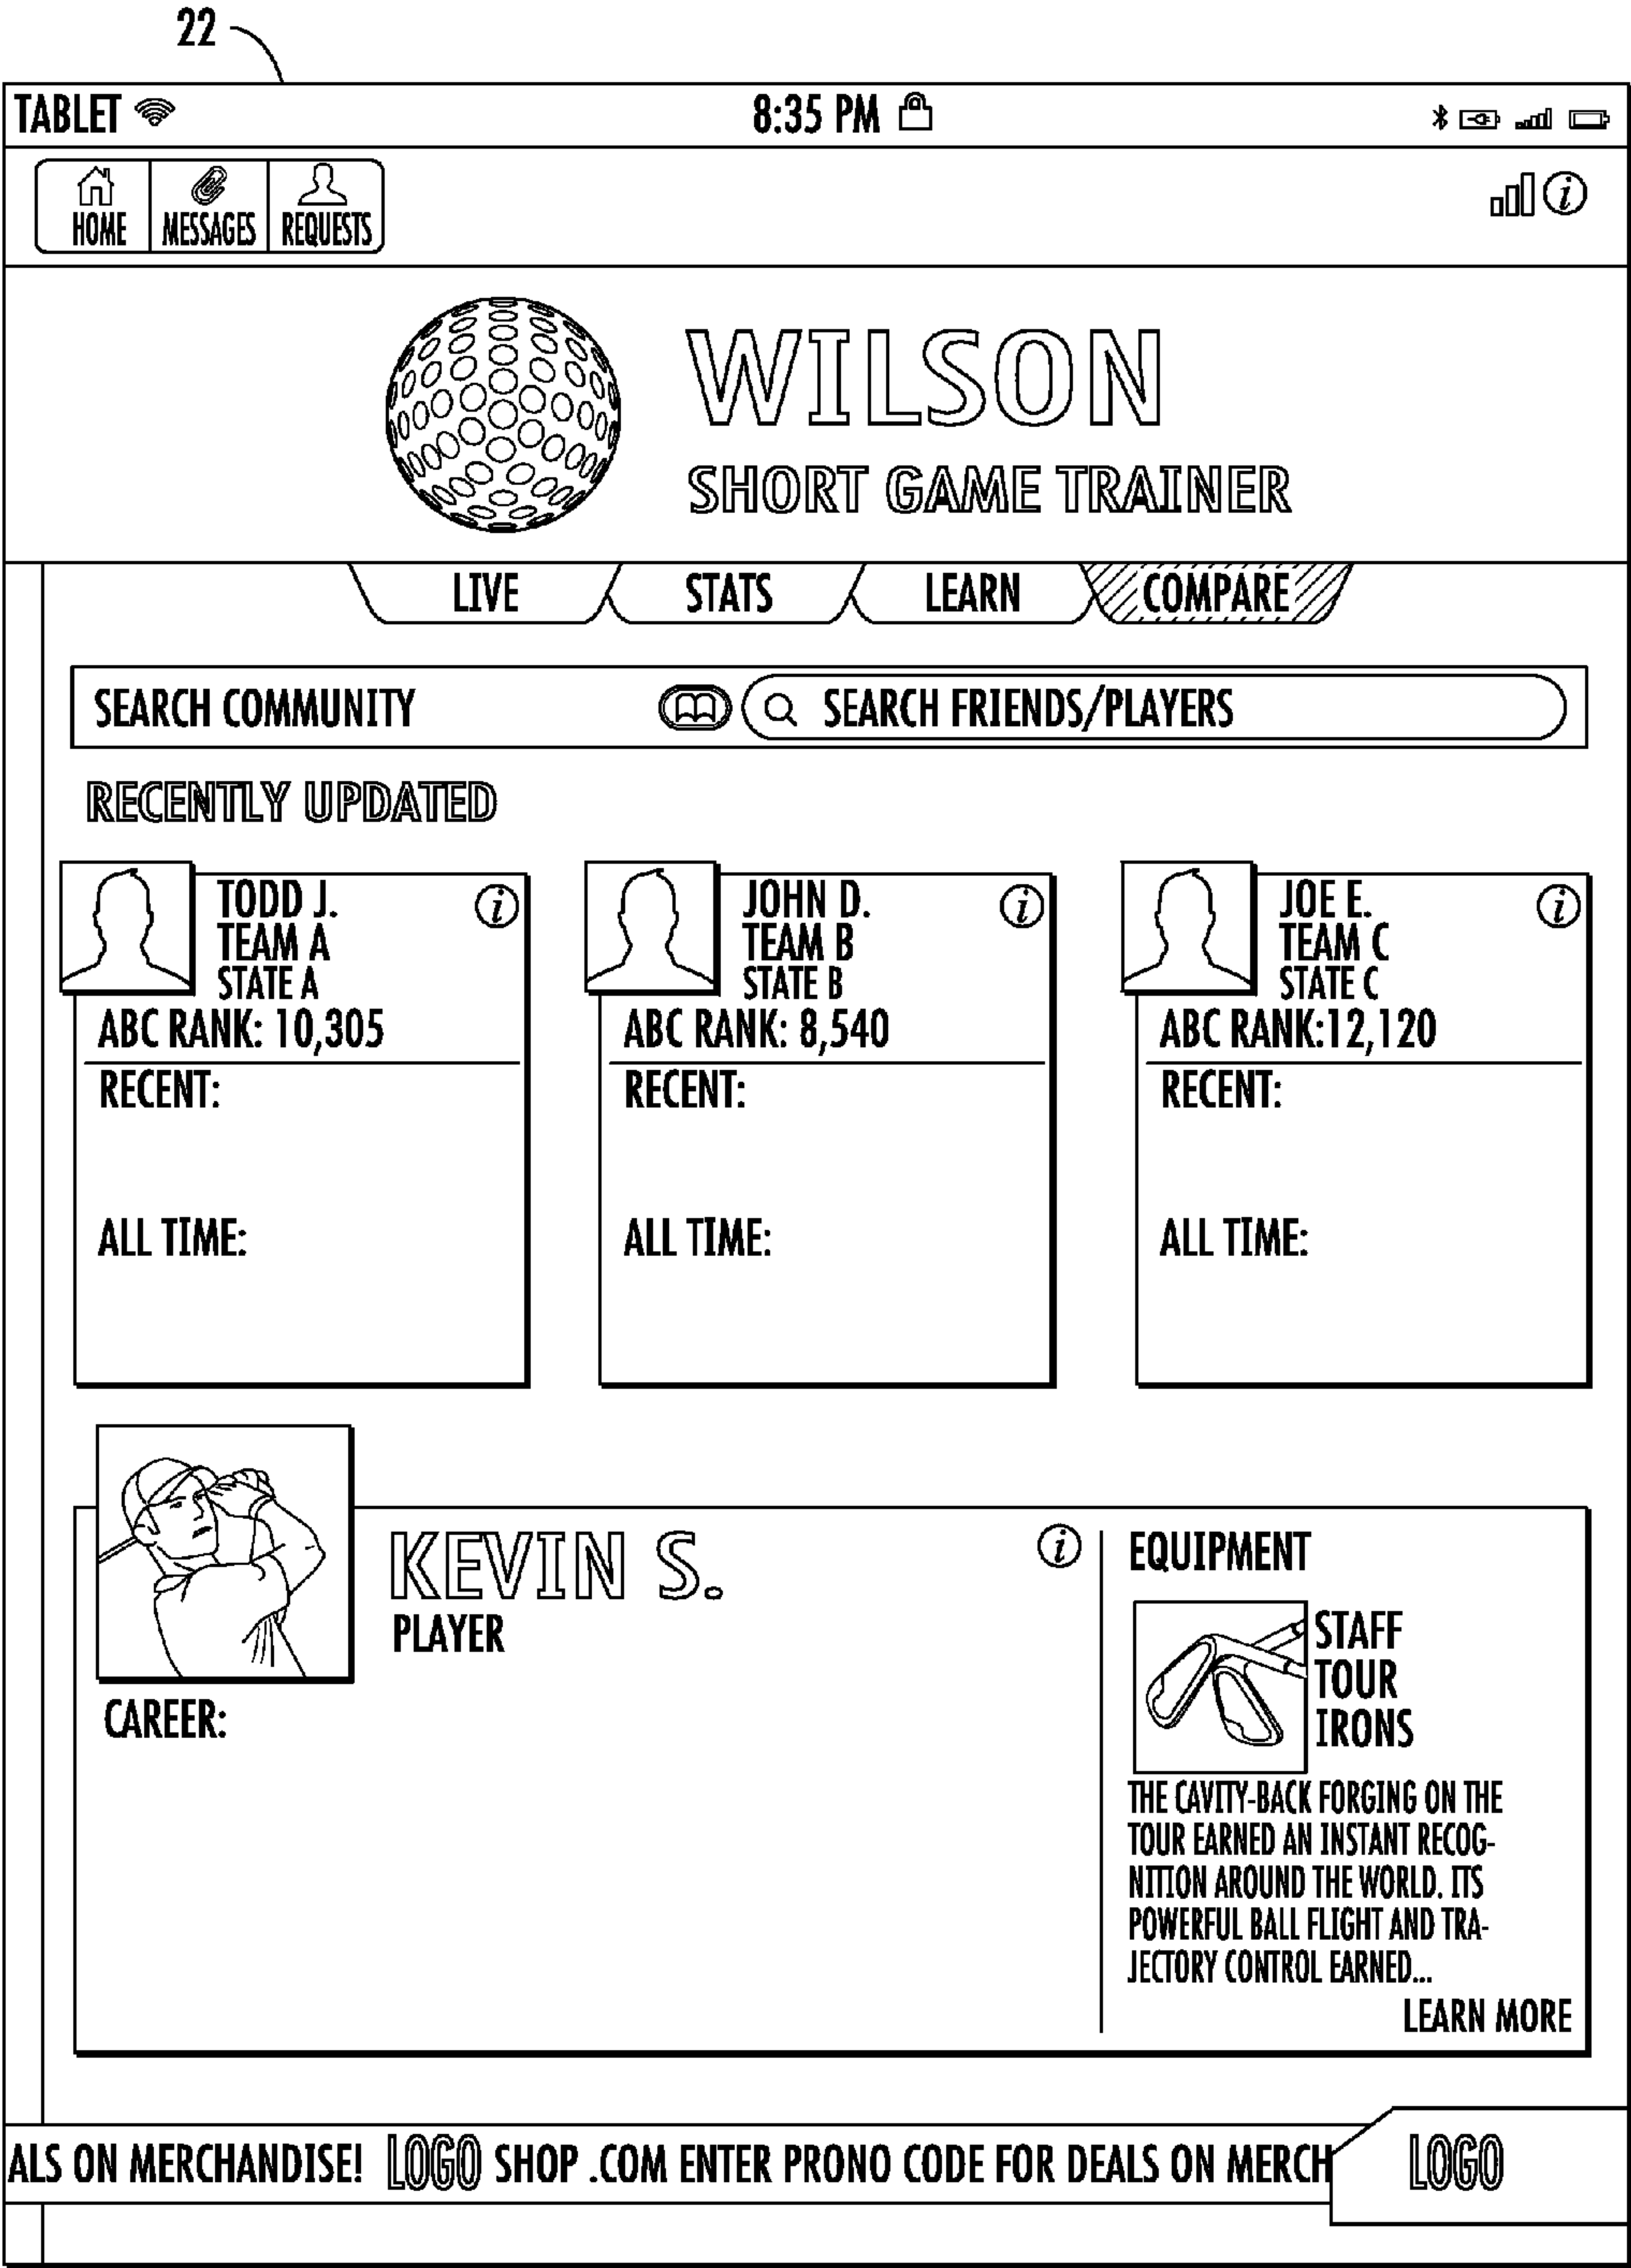 22
TABLET
8:35 PM
HOME MESSAGES REQUESTS
WILSON
SHORT GAME TRAINER
LIVE STATS LEARN COMPARE
SEARCH COMMUNITY SEARCH FRIENDS/PLAYERS
RECENTLY UPDATED
TODD J.
TEAM A
STATE A
ABC RANK: 10,305
RECENT:
ALL TIME:
JOHN D.
TEAM B
STATE B
ABC RANK: 8,540
RECENT:
ALL TIME:
JOE E.
TEAM C
STATE C
ABC RANK:12,120
RECENT:
ALL TIME:
KEVIN S.
PLAYER
CAREER:
EQUIPMENT
STAFF
TOUR
IRONS
THE CAVITY-BACK FORGING ON THE
TOUR EARNED AN INSTANT RECOG-
NITION AROUND THE WORLD. ITS
POWERFUL BALL FLIGHT AND TRA-
JECTORY CONTROL EARNED...
LEARN MORE
ALS ON MERCHANDISE! LOGO SHOP .COM ENTER PRONO CODE FOR DEALS ON MERCH LOGO